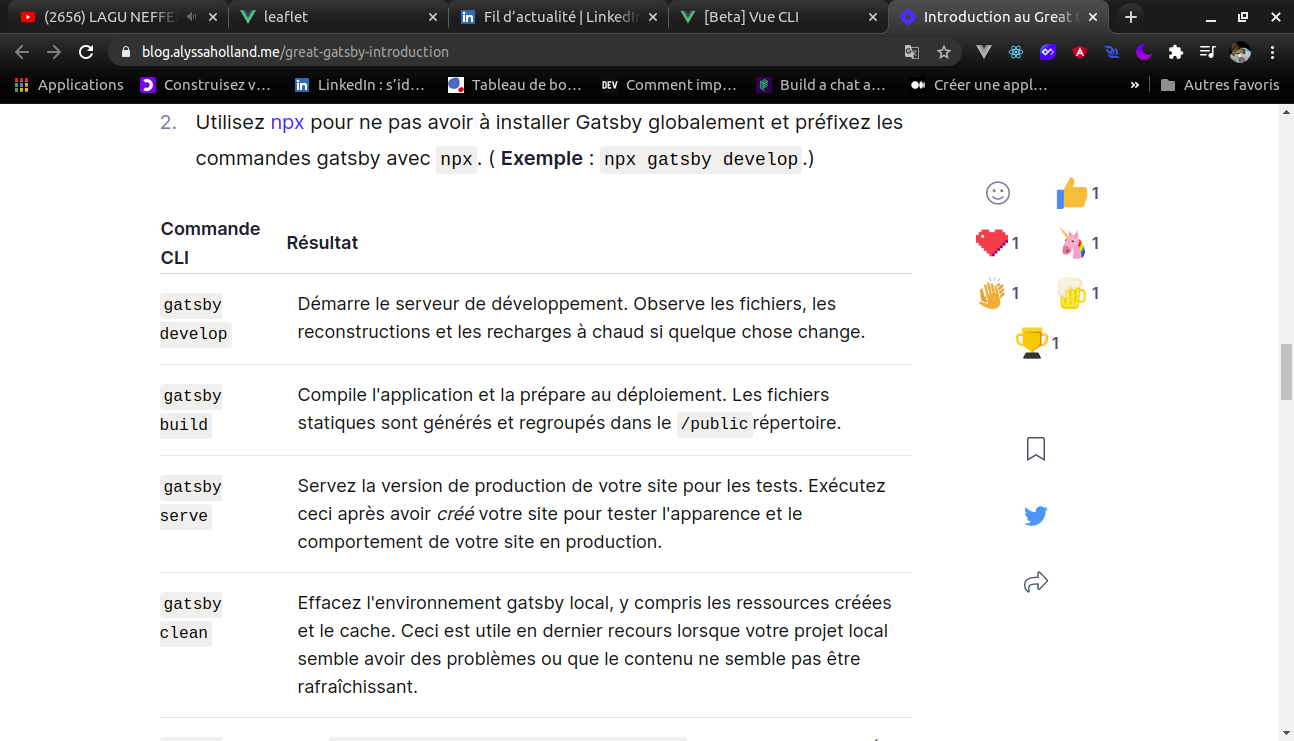 (2656) LAGU NEFFE
leaflet
Fil d'actualité | LinkedIn
[Beta] Vue CLI
Introduction au Great G
blog.alyssaholland.me/great-gatsby-introduction
Applications
Construisez v…
LinkedIn : s'id…
Tableau de bo…
DEV Comment imp…
Build a chat a…
Créer une appl…
»
Autres favoris
2. Utilisez npx pour ne pas avoir à installer Gatsby globalement et préfixez les
commandes gatsby avec npx. ( Exemple : npx gatsby develop.)
Commande
CLI
Résultat
gatsby
develop
Démarre le serveur de développement. Observe les fichiers, les
reconstructions et les recharges à chaud si quelque chose change.
gatsby
build
Compile l'application et la prépare au déploiement. Les fichiers
statiques sont générés et regroupés dans le /public répertoire.
gatsby
serve
Servez la version de production de votre site pour les tests. Exécutez
ceci après avoir créé votre site pour tester l'apparence et le
comportement de votre site en production.
gatsby
clean
Effacez l'environnement gatsby local, y compris les ressources créées
et le cache. Ceci est utile en dernier recours lorsque votre projet local
semble avoir des problèmes ou que le contenu ne semble pas être
rafraîchissant.
1
1
1
1
1
1